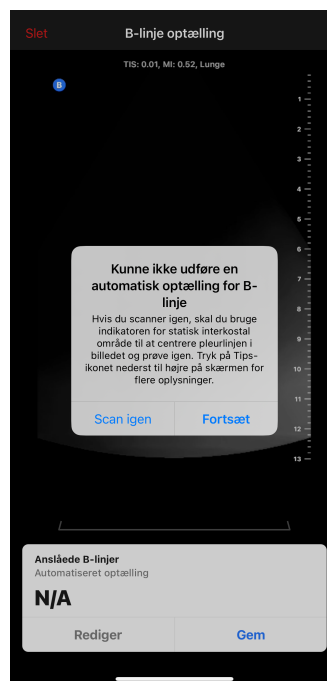 Slet
B-linje optælling
TIS: 0.01, MI: 0.52, Lunge
B
1
2
3
4
5
6
7
8
9
10
11
12
13
Kunne ikke udføre en
automatisk optælling for B-
linje
Hvis du scanner igen, skal du bruge
indikatoren for statisk interkostal
område til at centrere pleurlinjen i
billedet og prøve igen. Tryk på Tips-
ikonet nederst til højre på skærmen for
flere oplysninger.
Scan igen
Fortsæt
Anslåede B-linjer
Automatiseret optælling
N/A
Rediger
Gem